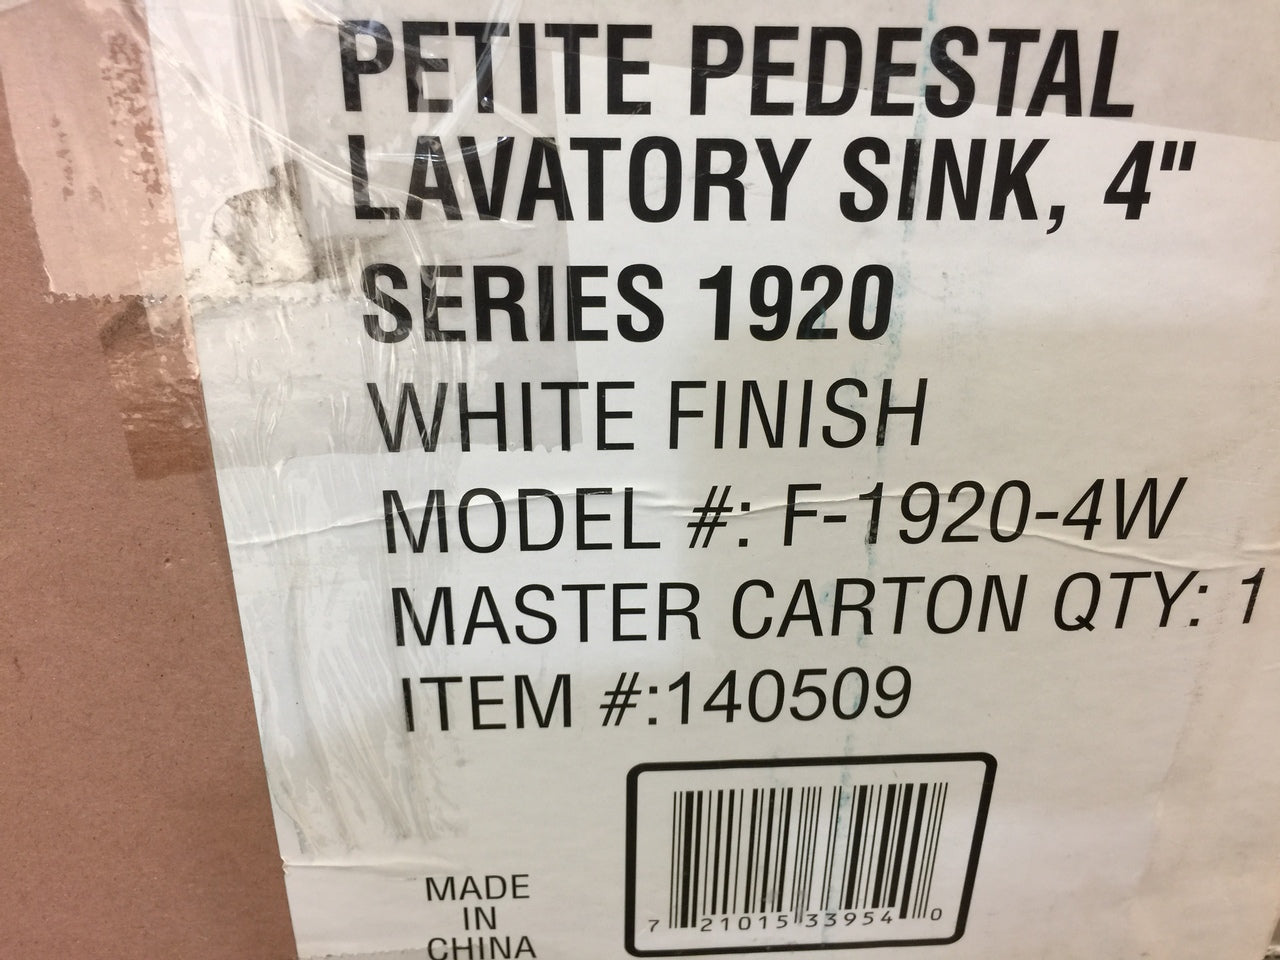 PETITE PEDESTAL
LAVATORY SINK, 4"
SERIES 1920
WHITE FINISH
MODEL #: F-1920-4W
MASTER CARTON QTY: 1
ITEM #:140509
MADE
IN
CHINA
7 21015 33954 0